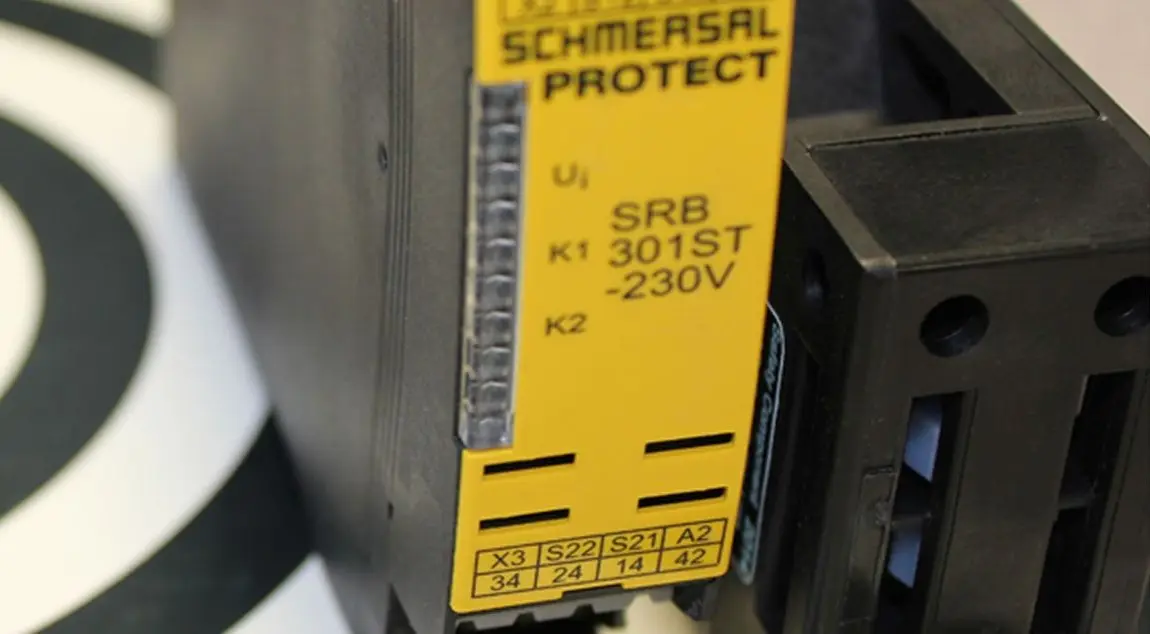 SCHMERSAL
PROTECT
Ui
SRB
K1 301ST
-230V
K2
X3 S22 S21 A2
34 24 14 42